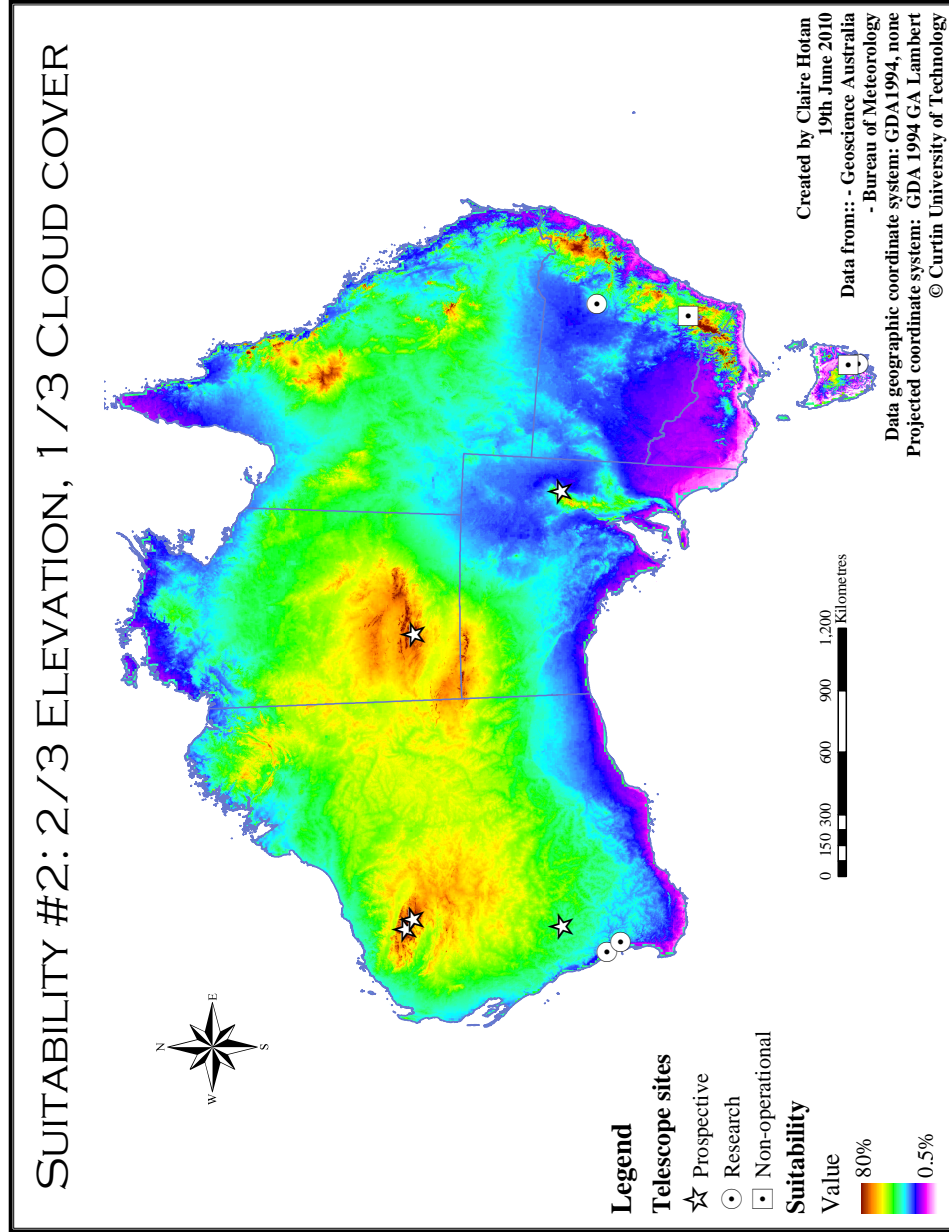 SUITABILITY #2: 2/3 ELEVATION, 1/3 CLOUD COVER
N
W
E
S
Legend
Telescope sites
Prospective
Research
Non-operational
Suitability
Value
80%
0.5%
0 150 300 600 900 1,200
Kilometres
Created by Claire Hotan
19th June 2010
Data from:: - Geoscience Australia
- Bureau of Meteorology
Data geographic coordinate system: GDA1994, none
Projected coordinate system: GDA 1994 GA Lambert
© Curtin University of Technology